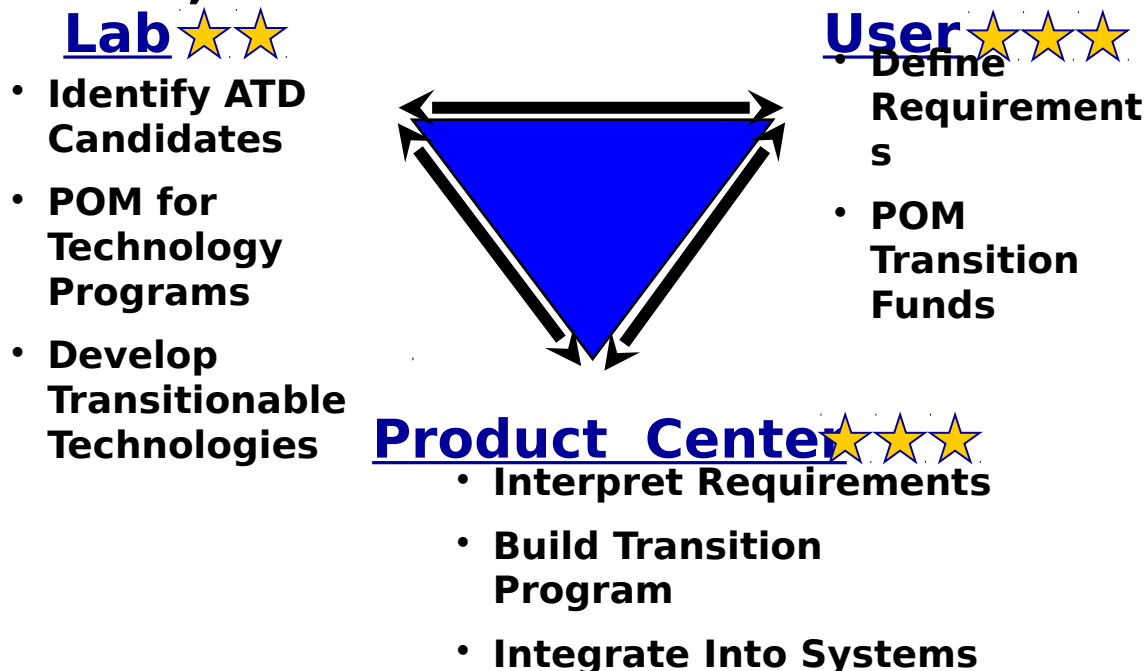 Lab
• Identify ATD
Candidates
• POM for
Technology
Programs
• Develop
Transitionable
Technologies
User
• Define
Requirement
s
• POM
Transition
Funds
Product Center
• Interpret Requirements
• Build Transition
Program
• Integrate Into Systems